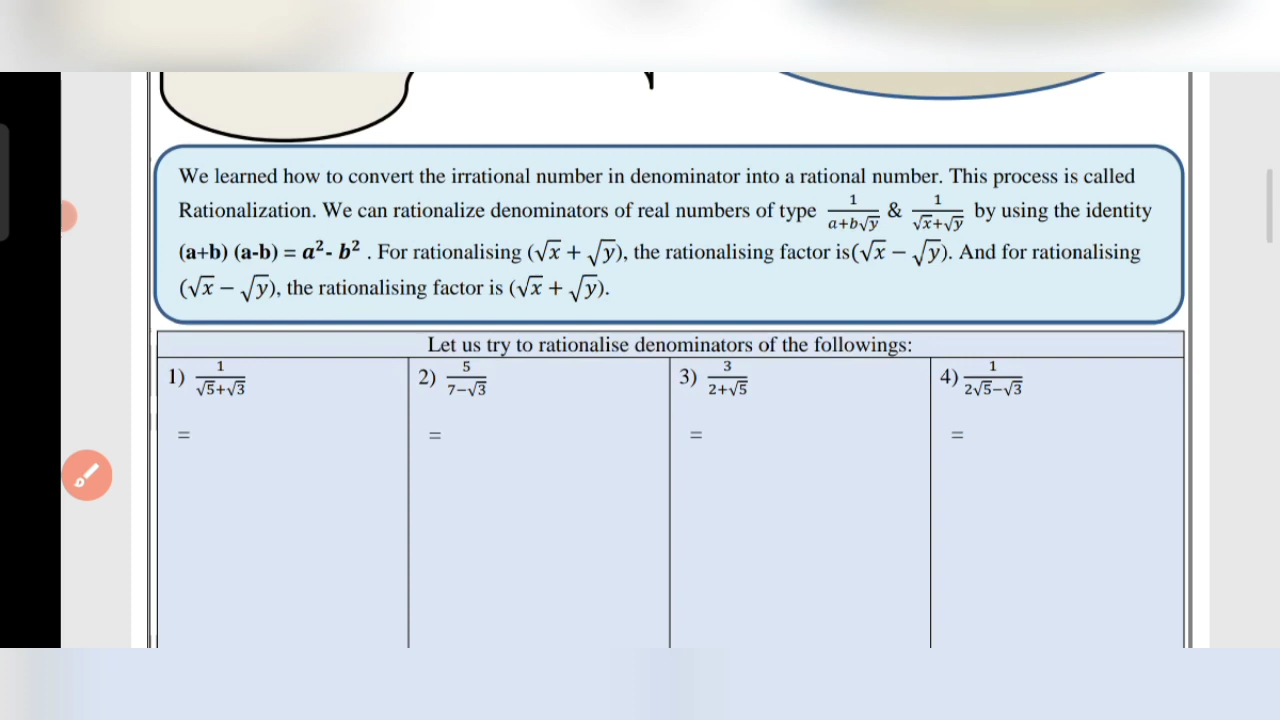 We learned how to convert the irrational number in denominator into a rational number. This process is called
Rationalization. We can rationalize denominators of real numbers of type 1/(a+b√y) & 1/(√x+√y) by using the identity
(a+b) (a-b) = a²- b² . For rationalising (√x + √y), the rationalising factor is(√x − √y). And for rationalising
(√x − √y), the rationalising factor is (√x + √y).
Let us try to rationalise denominators of the followings:
1) 1/(√5+√3)
=
2) 5/(7−√3)
=
3) 3/(2+√5)
=
4) 1/(2√5−√3)
=